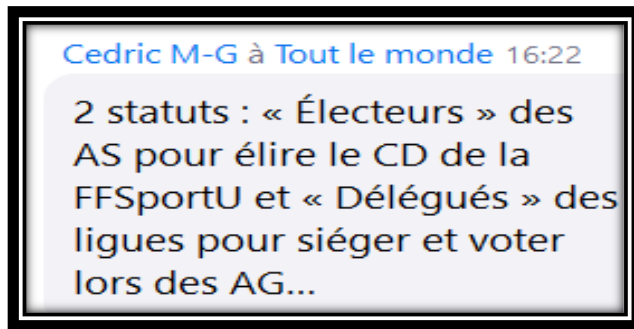 Cedric M-G à Tout le monde 16:22
2 statuts : « Électeurs » des
AS pour élire le CD de la
FFSportU et « Délégués » des
ligues pour siéger et voter
lors des AG...